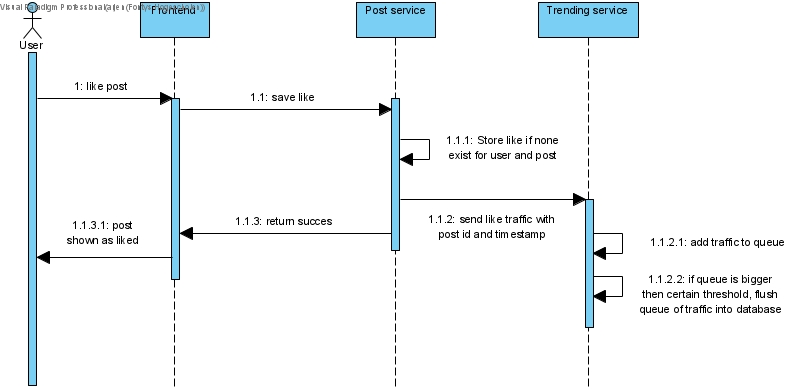 Visual Paradigm Professional
Frontend
Post service
Trending service
User
1: like post
1.1: save like
1.1.1: Store like if none
exist for user and post
1.1.2: send like traffic with
post id and timestamp
1.1.3: return succes
1.1.3.1: post
shown as liked
1.1.2.1: add traffic to queue
1.1.2.2: if queue is bigger
then certain threshold, flush
queue of traffic into database